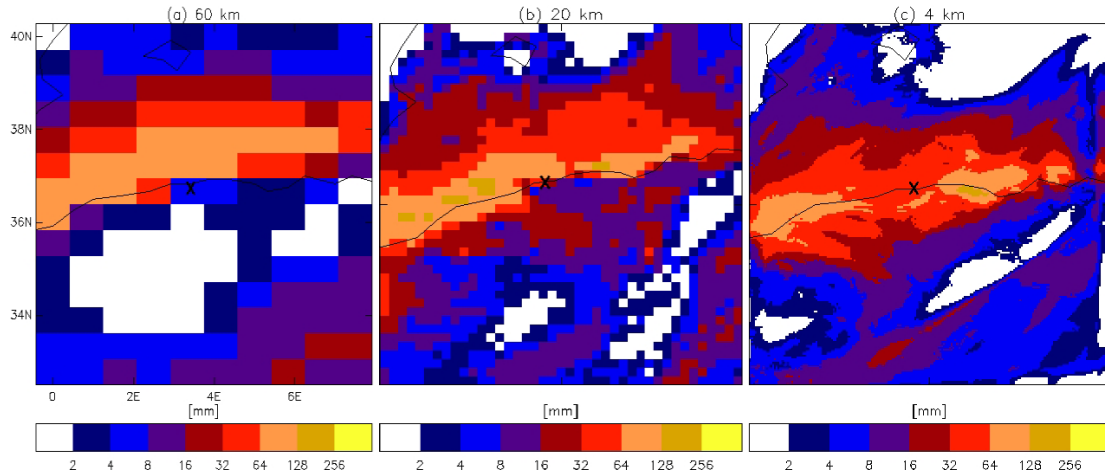 (a) 60 km (b) 20 km (c) 4 km
40N
38N
36N
34N
X X X
0 2E 4E 6E
[mm] [mm] [mm]
2 4 8 16 32 64 128 256 2 4 8 16 32 64 128 256 2 4 8 16 32 64 128 256